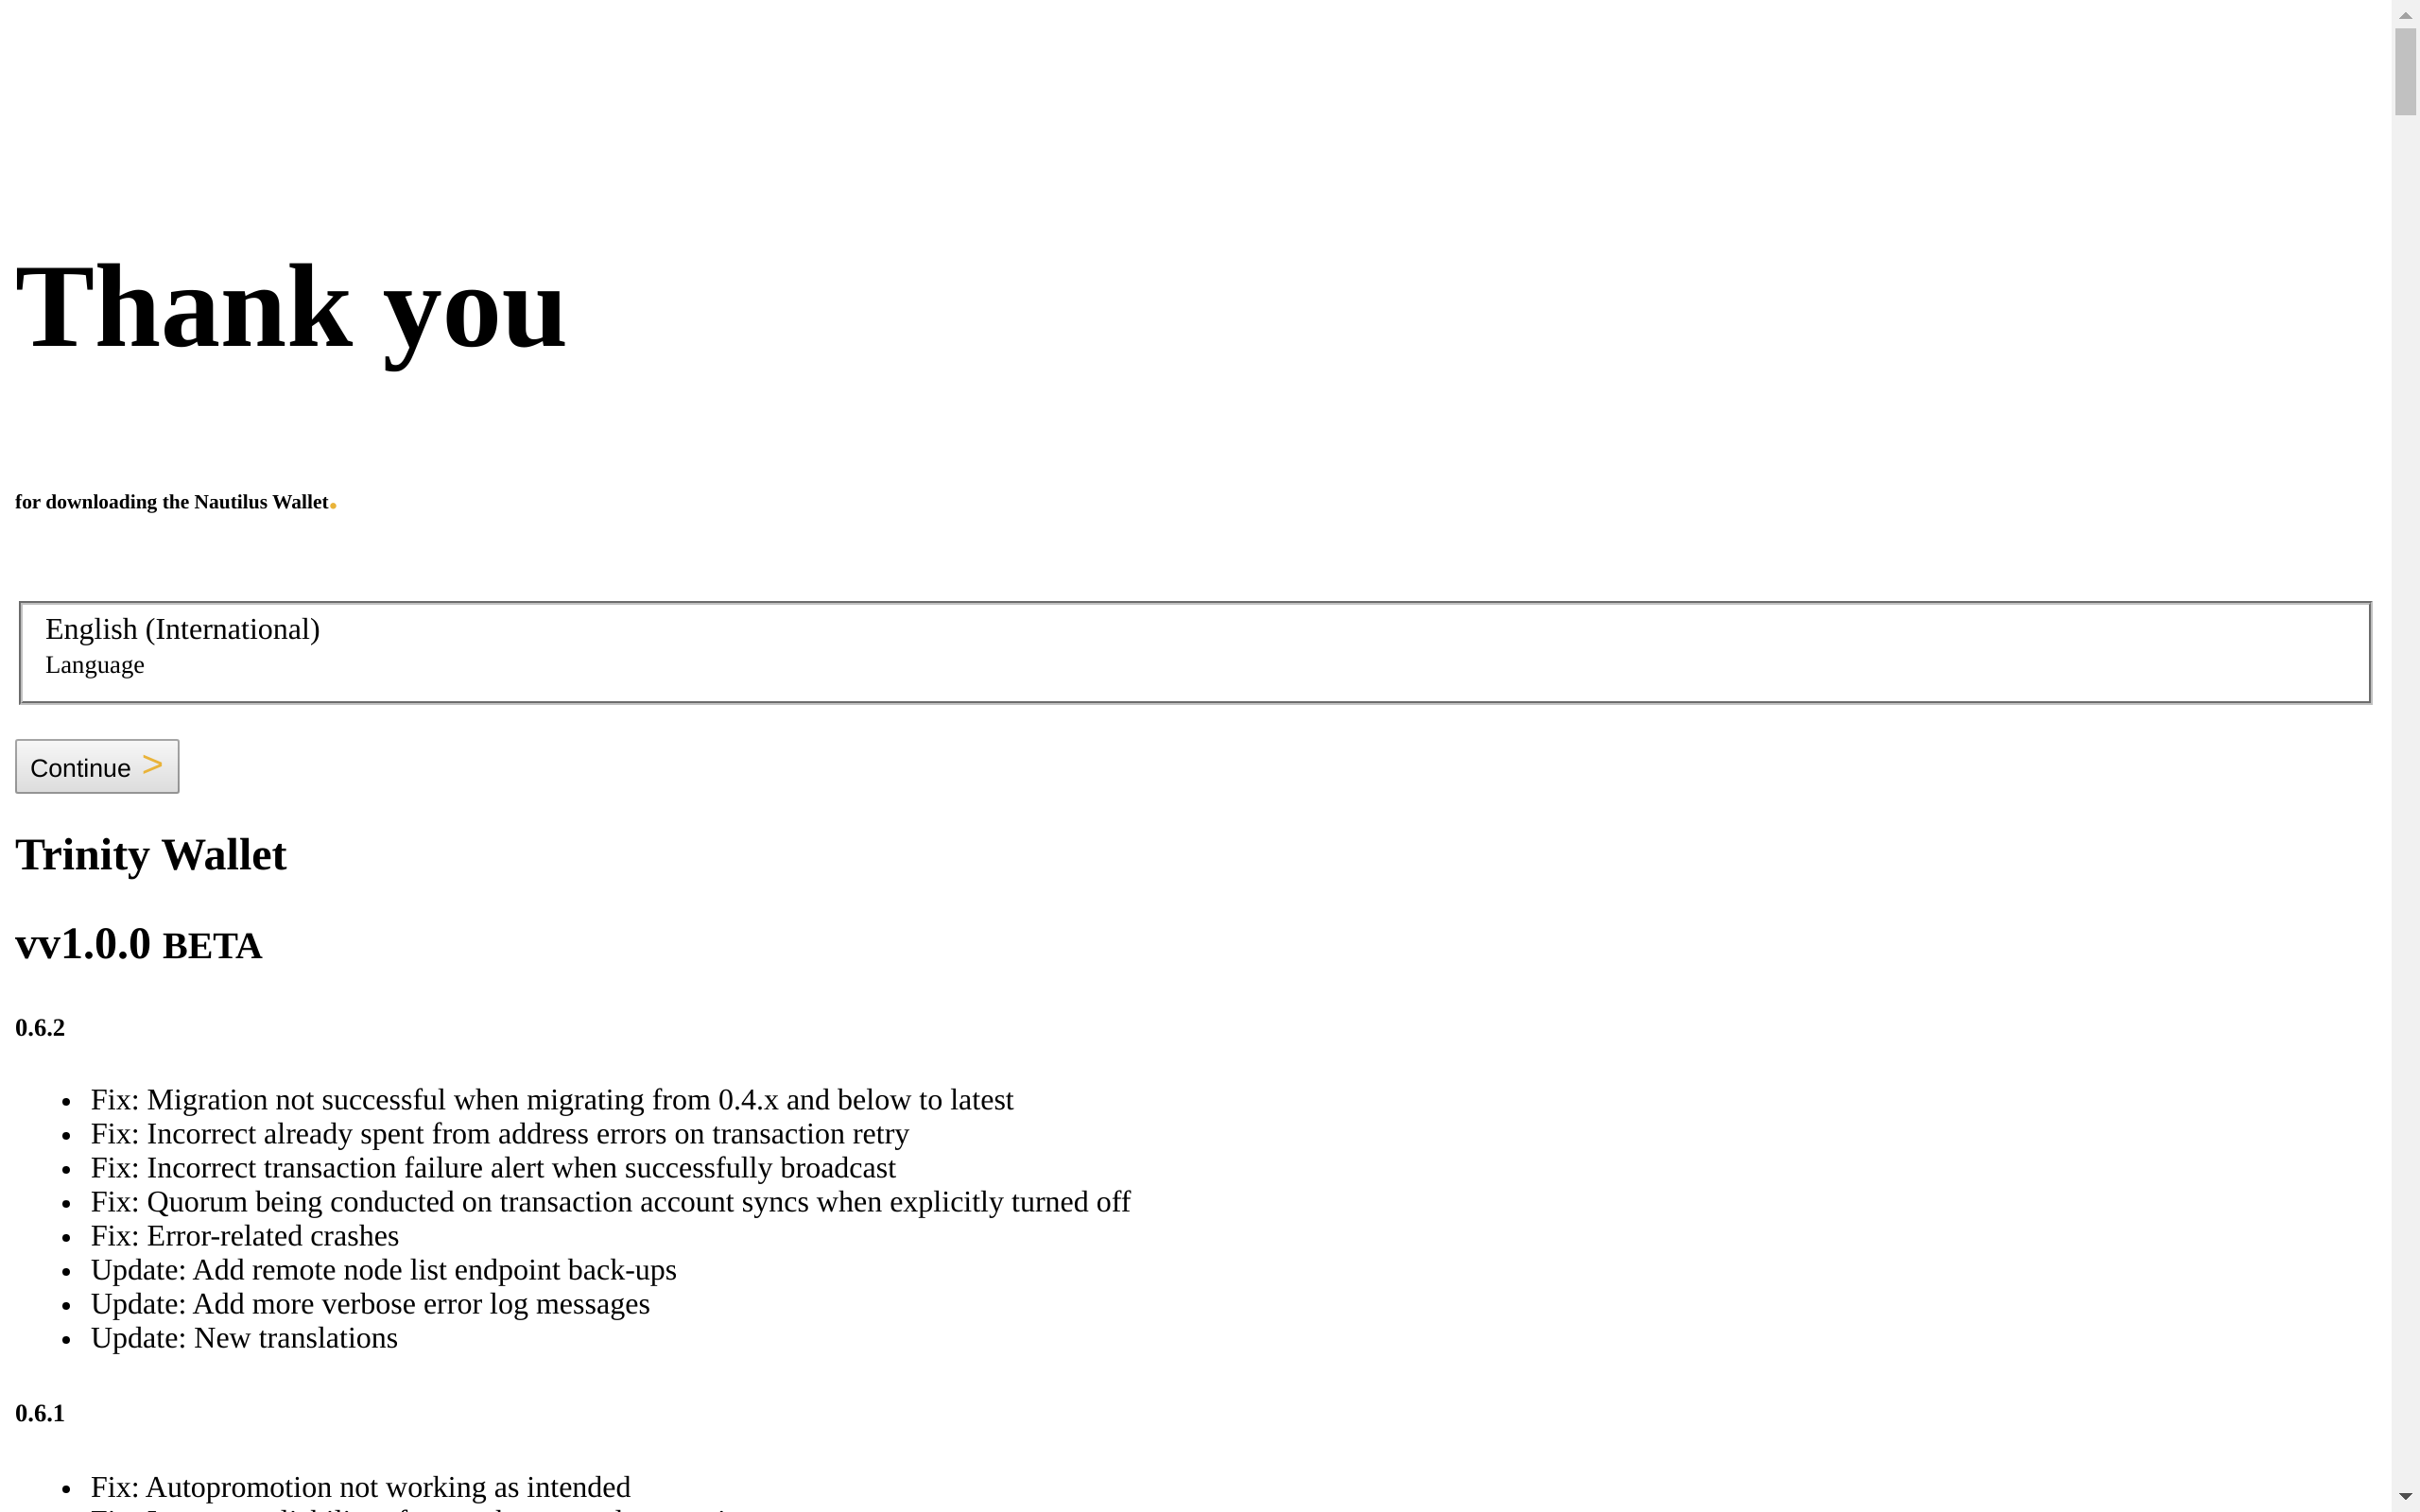 Thank you
for downloading the Nautilus Wallet.
English (International)
Language
Continue >
Trinity Wallet
vv1.0.0 BETA
0.6.2
Fix: Migration not successful when migrating from 0.4.x and below to latest
Fix: Incorrect already spent from address errors on transaction retry
Fix: Incorrect transaction failure alert when successfully broadcast
Fix: Quorum being conducted on transaction account syncs when explicitly turned off
Fix: Error-related crashes
Update: Add remote node list endpoint back-ups
Update: Add more verbose error log messages
Update: New translations
0.6.1
Fix: Autopromotion not working as intended